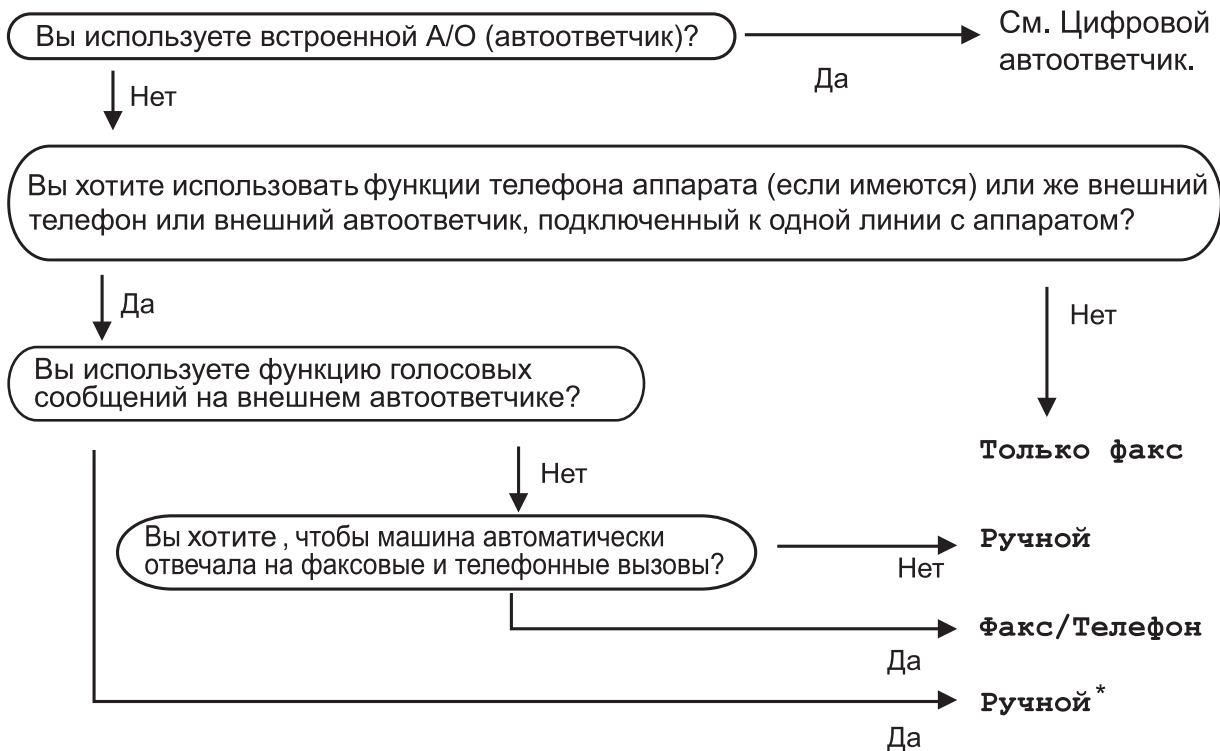 Вы используете встроенной А/О (автоответчик)?
См. Цифровой
автоответчик.
Да
Нет
Вы хотите использовать функции телефона аппарата (если имеются) или же внешний
телефон или внешний автоответчик, подключенный к одной линии с аппаратом?
Да
Нет
Вы используете функцию голосовых
сообщений на внешнем автоответчике?
Только факс
Нет
Вы хотите , чтобы машина автоматически
отвечала на факсовые и телефонные вызовы?
Ручной
Нет
Факс/Телефон
Да
Ручной*
Да